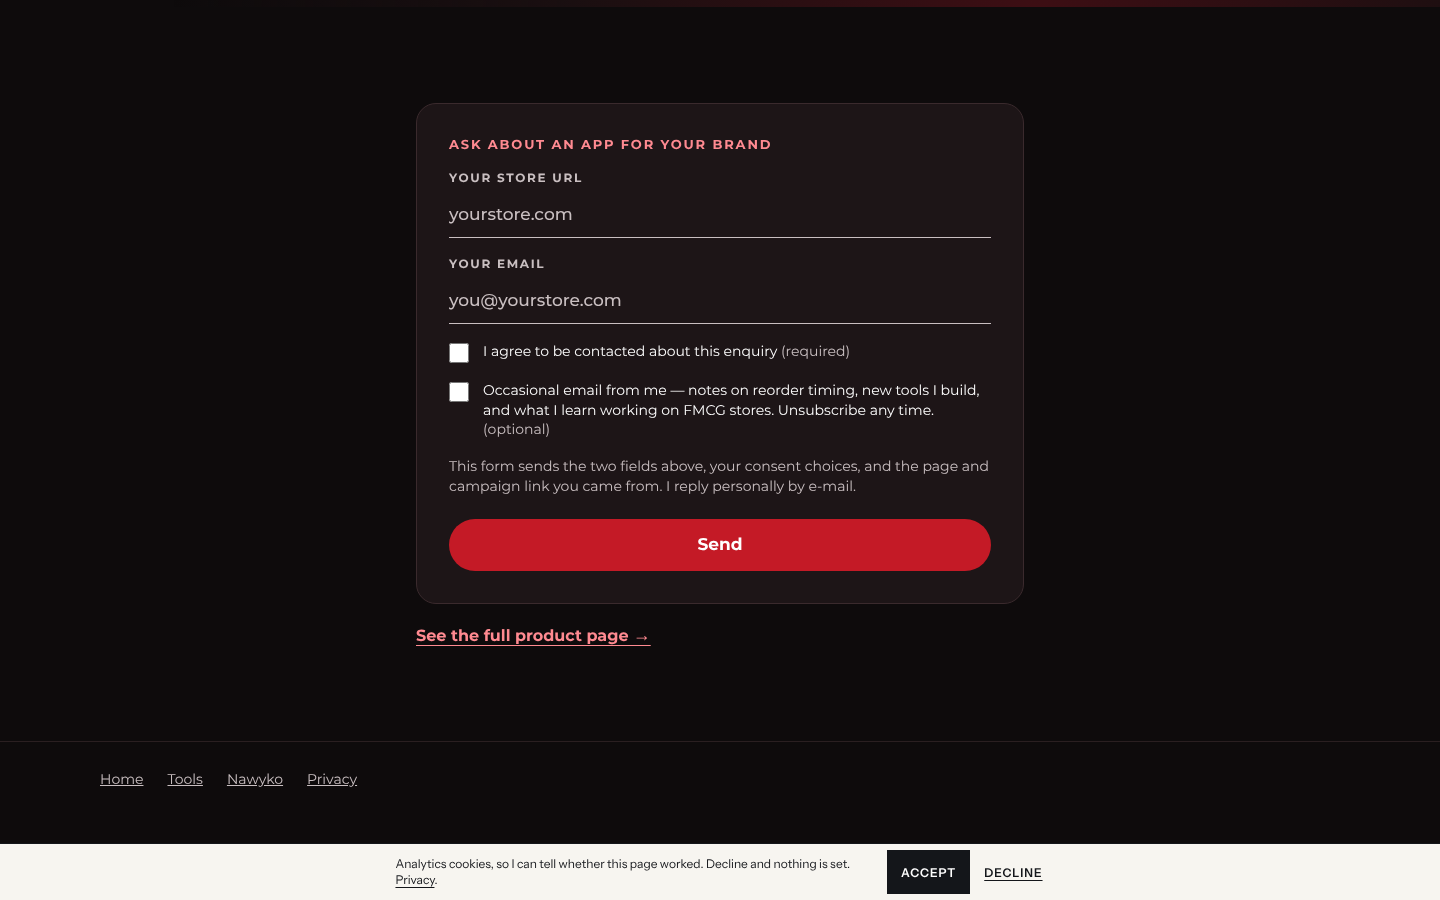 ASK ABOUT AN APP FOR YOUR BRAND
YOUR STORE URL
yourstore.com
YOUR EMAIL
you@yourstore.com
I agree to be contacted about this enquiry (required)
Occasional email from me — notes on reorder timing, new tools I build,
and what I learn working on FMCG stores. Unsubscribe any time.
(optional)
This form sends the two fields above, your consent choices, and the page and
campaign link you came from. I reply personally by e-mail.
Send
See the full product page →
Home Tools Nawyko Privacy
Analytics cookies, so I can tell whether this page worked. Decline and nothing is set.
Privacy.
ACCEPT DECLINE